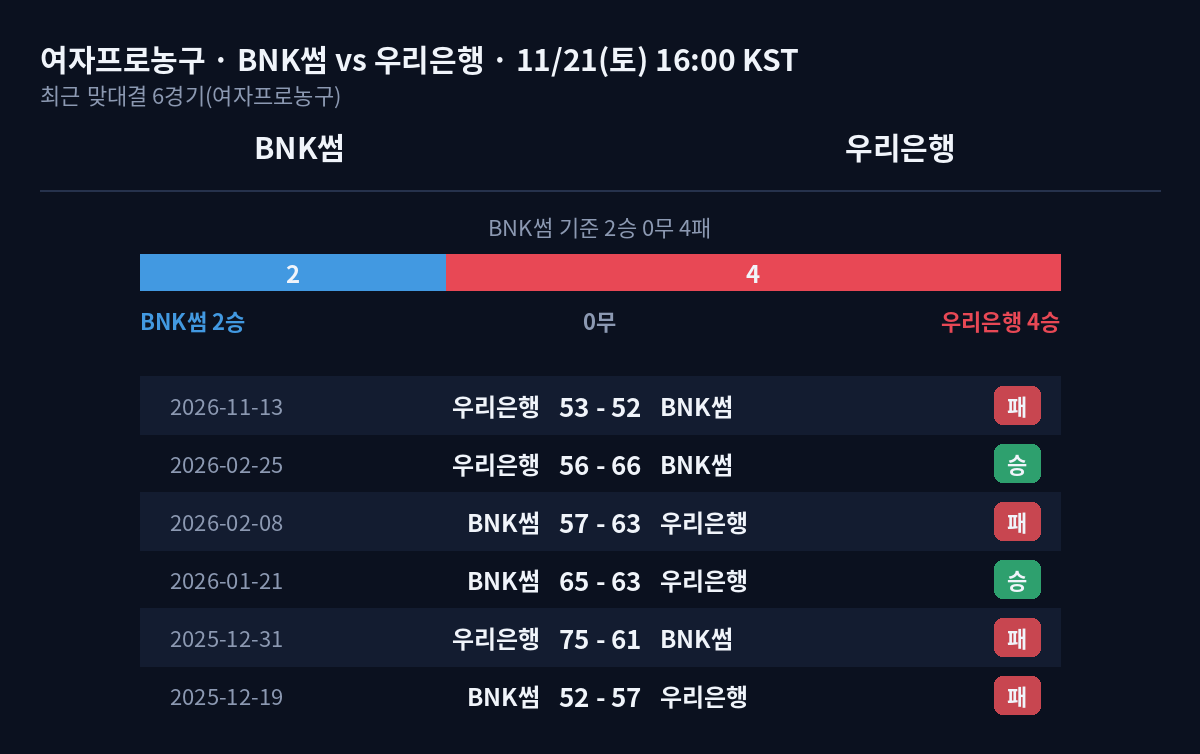 여자프로농구 · BNK썸 vs 우리은행 · 11/21(토) 16:00 KST
최근 맞대결 6경기(여자프로농구)
BNK썸 우리은행
BNK썸 기준 2승 0무 4패
2 4
BNK썸 2승 0무 우리은행 4승
2026-11-13 우리은행 53 - 52 BNK썸 패
2026-02-25 우리은행 56 - 66 BNK썸 승
2026-02-08 BNK썸 57 - 63 우리은행 패
2026-01-21 BNK썸 65 - 63 우리은행 승
2025-12-31 우리은행 75 - 61 BNK썸 패
2025-12-19 BNK썸 52 - 57 우리은행 패